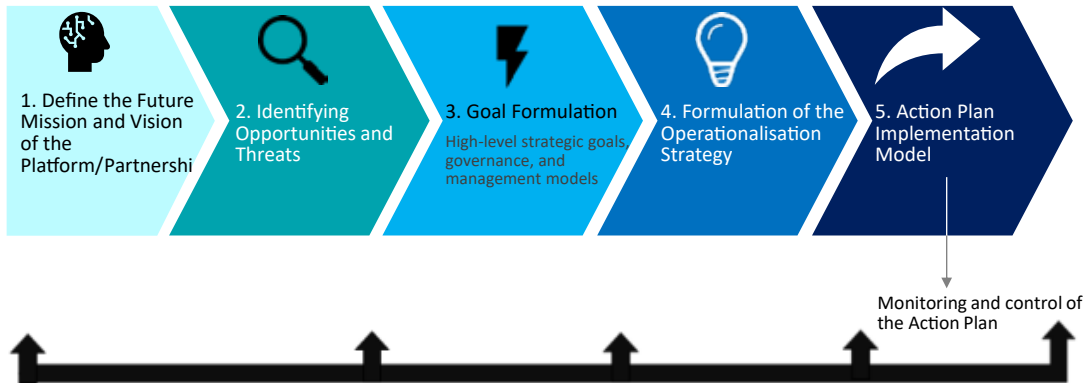 1. Define the Future
Mission and Vision
of the
Platform/Partnershi
2. Identifying
Opportunities and
Threats
3. Goal Formulation
High-level strategic goals,
governance, and
management models
4. Formulation of the
Operationalisation
Strategy
5. Action Plan
Implementation
Model
Monitoring and control of
the Action Plan